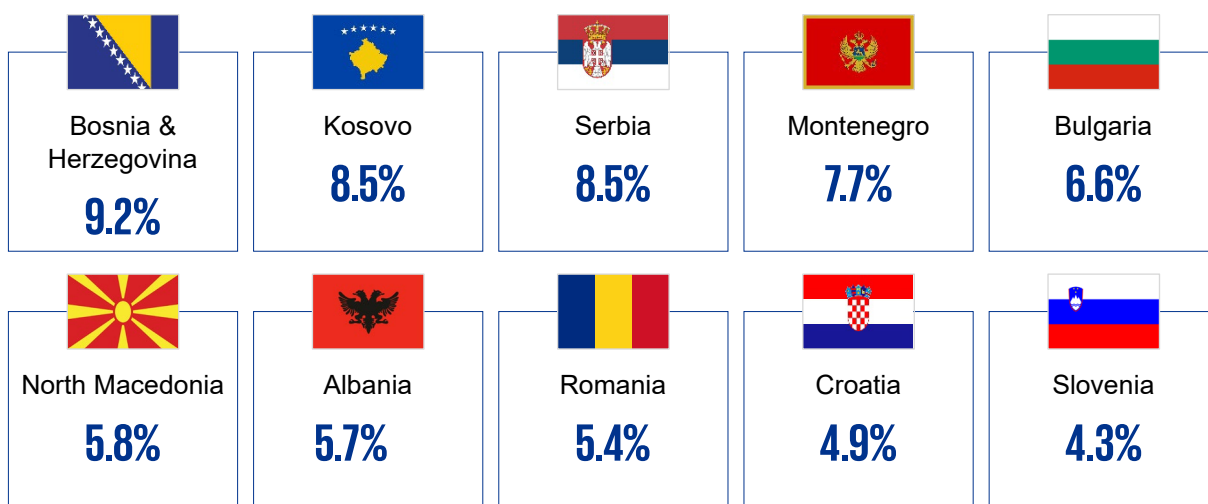 Bosnia &
Herzegovina
9.2%
Kosovo
8.5%
Serbia
8.5%
Montenegro
7.7%
Bulgaria
6.6%
North Macedonia
5.8%
Albania
5.7%
Romania
5.4%
Croatia
4.9%
Slovenia
4.3%